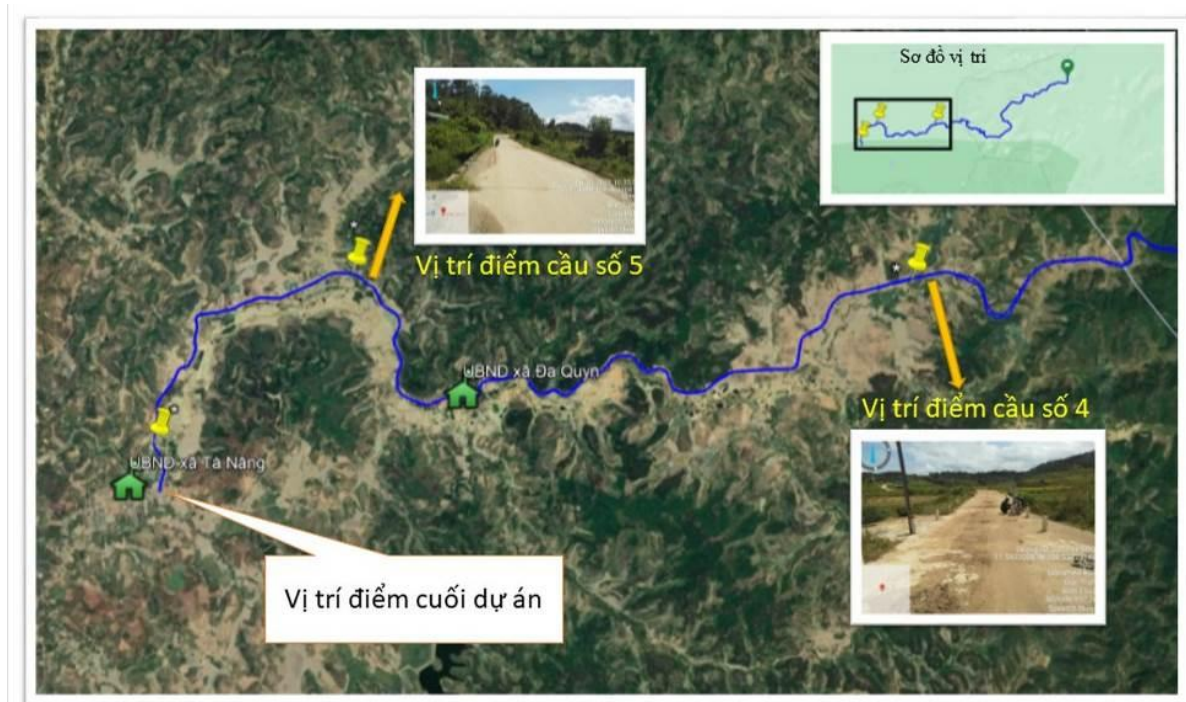 Sơ đồ vị trí
Vị trí điểm cầu số 5
UBND xã Đa Quyn
Vị trí điểm cầu số 4
UBND xã Tà Năng
Vị trí điểm cuối dự án